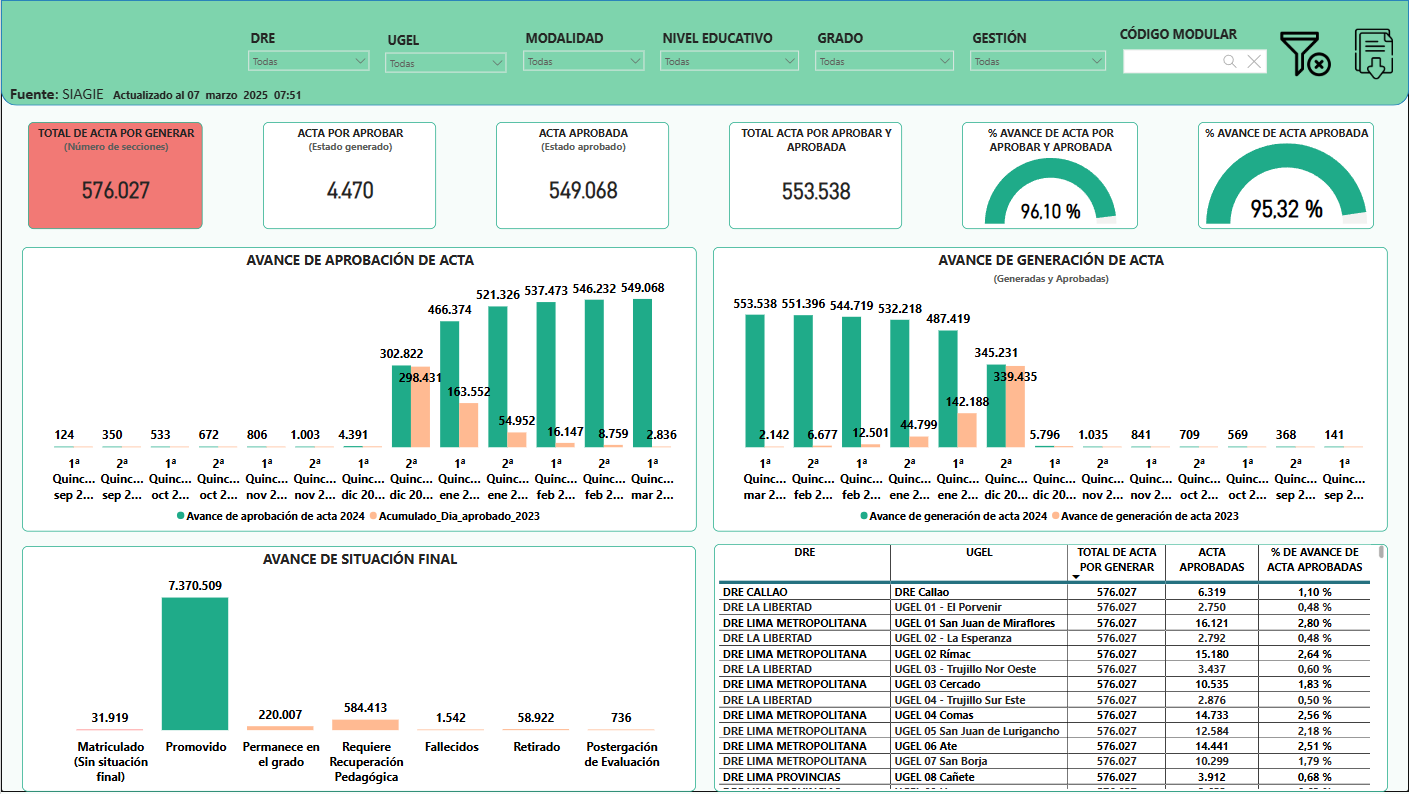 DRE
UGEL
MODALIDAD
NIVEL EDUCATIVO
GRADO
GESTIÓN
CÓDIGO MODULAR
Todas
Todas
Todas
Todas
Todas
Todas
Fuente: SIAGIE Actualizado al 07 marzo 2025 07:51
TOTAL DE ACTA POR GENERAR
(Número de secciones)
576.027
ACTA POR APROBAR
(Estado generado)
4.470
ACTA APROBADA
(Estado aprobado)
549.068
TOTAL ACTA POR APROBAR Y
APROBADA
553.538
% AVANCE DE ACTA POR
APROBAR Y APROBADA
96,10 %
% AVANCE DE ACTA APROBADA
95,32 %
AVANCE DE APROBACIÓN DE ACTA
124 350 533 672 806 1.003 4.391 302.822 466.374 521.326 537.473 546.232 549.068
298.431 163.552 54.952 16.147 8.759 2.836
1ª 2ª 1ª 2ª 1ª 2ª 1ª 2ª 1ª 2ª 1ª 2ª 1ª
Quinc... Quinc... Quinc... Quinc... Quinc... Quinc... Quinc... Quinc... Quinc... Quinc... Quinc... Quinc... Quinc...
sep 2... sep 2... oct 2... oct 2... nov 2... nov 2... dic 20... dic 20... ene 2... ene 2... feb 2... feb 2... mar 2...
Avance de aprobación de acta 2024 Acumulado_Dia_aprobado_2023
AVANCE DE GENERACIÓN DE ACTA
(Generadas y Aprobadas)
553.538 551.396 544.719 532.218 487.419 345.231 5.796 1.035 841 709 569 368 141
2.142 6.677 12.501 44.799 142.188 339.435
1ª 2ª 1ª 2ª 1ª 2ª 1ª 2ª 1ª 2ª 1ª 2ª 1ª
Quinc... Quinc... Quinc... Quinc... Quinc... Quinc... Quinc... Quinc... Quinc... Quinc... Quinc... Quinc... Quinc...
mar 2... feb 2... feb 2... ene 2... ene 2... dic 20... dic 20... nov 2... nov 2... oct 2... oct 2... sep 2... sep 2...
Avance de generación de acta 2024 Avance de generación de acta 2023
AVANCE DE SITUACIÓN FINAL
31.919 7.370.509 220.007 584.413 1.542 58.922 736
Matriculado
(Sin situación
final)
Promovido
Permanece en
el grado
Requiere
Recuperación
Pedagógica
Fallecidos
Retirado
Postergación
de Evaluación
DRE UGEL TOTAL DE ACTA POR GENERAR ACTA APROBADAS % DE AVANCE DE ACTA APROBADAS
DRE CALLAO DRE Callao 576.027 6.319 1,10 %
DRE LA LIBERTAD UGEL 01 - El Porvenir 576.027 2.750 0,48 %
DRE LIMA METROPOLITANA UGEL 01 San Juan de Miraflores 576.027 16.121 2,80 %
DRE LA LIBERTAD UGEL 02 - La Esperanza 576.027 2.792 0,48 %
DRE LIMA METROPOLITANA UGEL 02 Rímac 576.027 15.180 2,64 %
DRE LA LIBERTAD UGEL 03 - Trujillo Nor Oeste 576.027 3.437 0,60 %
DRE LIMA METROPOLITANA UGEL 03 Cercado 576.027 10.535 1,83 %
DRE LA LIBERTAD UGEL 04 - Trujillo Sur Este 576.027 2.876 0,50 %
DRE LIMA METROPOLITANA UGEL 04 Comas 576.027 14.733 2,56 %
DRE LIMA METROPOLITANA UGEL 05 San Juan de Lurigancho 576.027 12.584 2,18 %
DRE LIMA METROPOLITANA UGEL 06 Ate 576.027 14.441 2,51 %
DRE LIMA METROPOLITANA UGEL 07 San Borja 576.027 10.299 1,79 %
DRE LIMA PROVINCIAS UGEL 08 Cañete 576.027 3.912 0,68 %